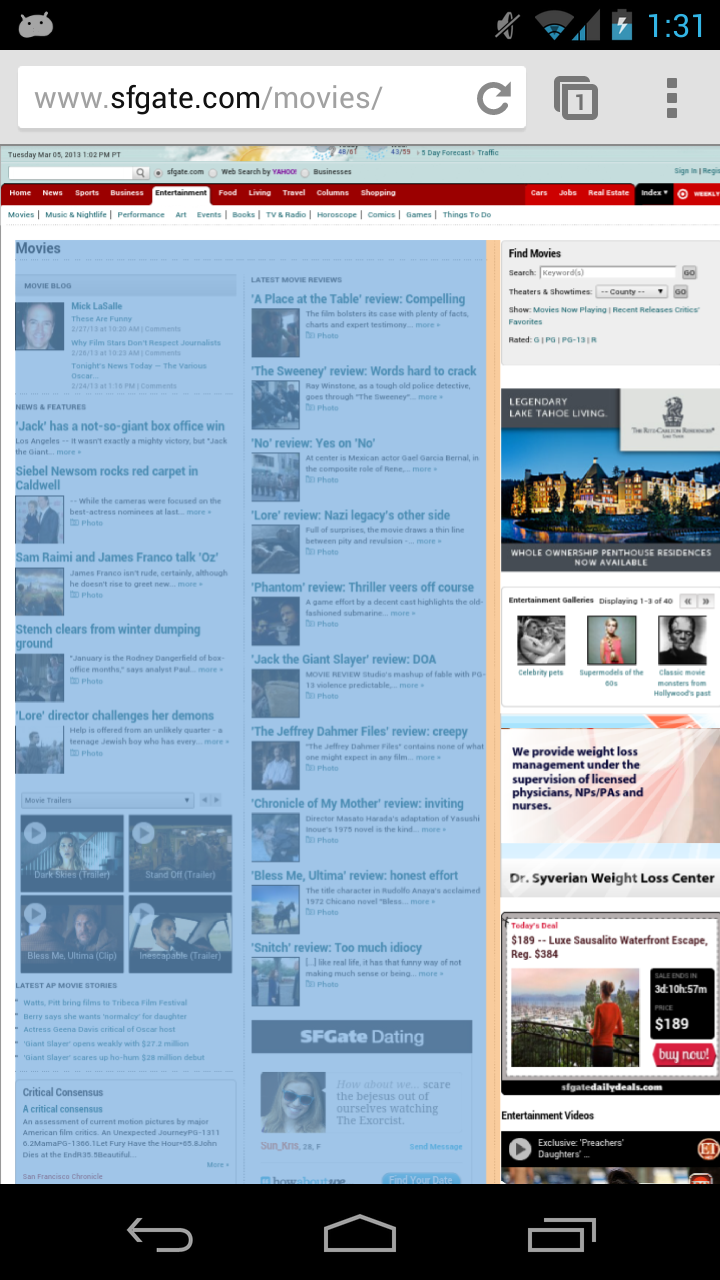 1:31
www.sfgate.com/movies/
1
Tuesday Mar 05, 2013 1:02 PM PT
Today
48/61
43/59
› 5 Day Forecast › Traffic
sfgate.com Web Search by YAHOO! Businesses
Sign In | Regis
Home News Sports Business Entertainment Food Living Travel Columns Shopping Cars Jobs Real Estate Index ▾ WEEKLY
Movies | Music & Nightlife | Performance Art Events | Books | TV & Radio | Horoscope | Comics | Games | Things To Do
Movies
MOVIE BLOG
Mick LaSalle
These Are Funny
2/27/13 at 10:20 AM | Comments
Why Film Stars Don't Respect Journalists
2/26/13 at 10:20 AM | Comments
Tonight's News Today — The Various
Oscar...
2/24/13 at 1:16 PM | Comments
NEWS & FEATURES
'Jack' has a not-so-giant box office win
Los Angeles -- It wasn't exactly a mighty victory, but "Jack
the Giant... more »
Siebel Newsom rocks red carpet in
Caldwell
-- While the cameras were focused on the
best-actress nominees at last... more »
Photo
Sam Raimi and James Franco talk 'Oz'
James Franco isn't rude, certainly, although
he doesn't rise to greet new... more »
Photo
Stench clears from winter dumping
ground
"January is the Rodney Dangerfield of box-
office months," says analyst Paul... more »
Photo
'Lore' director challenges her demons
Help is offered from an unlikely quarter - a
teenage Jewish boy who has every... more »
Photo
Movie Trailers
Dark Skies (Trailer)
Stand Off (Trailer)
Bless Me, Ultima (Clip)
Inescapable (Trailer)
LATEST AP MOVIE STORIES
Watts, Pitt bring films to Tribeca Film Festival
Berry says she wants 'normalcy' for daughter
Actress Geena Davis critical of Oscar host
'Giant Slayer' opens weakly with $27.2 million
'Giant Slayer' scares up ho-hum $28 million debut
Critical Consensus
A critical consensus
An assessment of current motion pictures by major
American film critics. An Unexpected JourneyPG-1311
6.2MamaPG-1366.1Let Fury Have the Hour•65.8John
Dies at the EndR35.5Beautiful...
More »
San Francisco Chronicle
LATEST MOVIE REVIEWS
'A Place at the Table' review: Compelling
The film bolsters its case with plenty of facts,
charts and expert testimony... more »
Photo
'The Sweeney' review: Words hard to crack
Ray Winstone, as a tough old police detective,
goes through "The Sweeney"... more »
Photo
'No' review: Yes on 'No'
At center is Mexican actor Gael Garcia Bernal, in
the composite role of Rene,... more »
Photo
'Lore' review: Nazi legacy's other side
Full of surprises, the movie draws a thin line
between pity and revulsion -... more »
Photo
'Phantom' review: Thriller veers off course
A game effort by a decent cast highlights the old-
fashioned submarine... more »
Photo
'Jack the Giant Slayer' review: DOA
MOVIE REVIEW Studio's mashup of fable with PG-
13 violence predictable,... more »
Photo
'The Jeffrey Dahmer Files' review: creepy
"The Jeffrey Dahmer Files" contains none of what
one might expect in any film... more »
Photo
'Chronicle of My Mother' review: inviting
Director Masato Harada's adaptation of Yasushi
Inoue's 1975 novel is the kind... more »
Photo
'Bless Me, Ultima' review: honest effort
The title character in Rudolfo Anaya's acclaimed
1972 Chicano novel "Bless... more »
Photo
'Snitch' review: Too much idiocy
[...] like real life, it has that funny way of not
making much sense or being... more »
Photo
SFGate Dating
How about we... scare
the bejesus out of
ourselves watching
The Exorcist.
Sun_Kris, 28, F
Send Message
howaboutwe
Find Your Date
Find Movies
Search: Keyword(s) GO
Theaters & Showtimes: -- County -- GO
Show: Movies Now Playing | Recent Releases Critics'
Favorites
Rated: G | PG | PG-13 | R
LEGENDARY
LAKE TAHOE LIVING.
THE RITZ-CARLTON RESIDENCES®
LAKE TAHOE
WHOLE OWNERSHIP PENTHOUSE RESIDENCES
NOW AVAILABLE
Entertainment Galleries Displaying 1-3 of 40 « »
Celebrity pets
Supermodels of the
60s
Classic movie
monsters from
Hollywood's past
We provide weight loss
management under the
supervision of licensed
physicians, NPs/PAs and
nurses.
Dr. Syverian Weight Loss Center
Today's Deal
$189 -- Luxe Sausalito Waterfront Escape,
Reg. $384
SALE ENDS IN
3d:10h:57m
PRICE
$189
buy now!
sfgatedailydeals.com
Entertainment Videos
Exclusive: 'Preachers'
Daughters' ...
ET